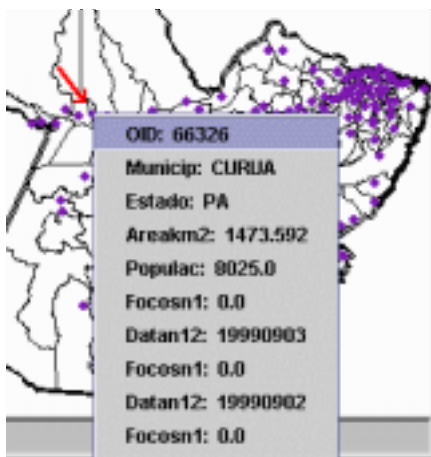 OID: 66326
Municip: CURUA
Estado: PA
Areakm2: 1473.592
Populac: 8025.0
Focosn1: 0.0
Datan12: 19990903
Focosn1: 0.0
Datan12: 19990902
Focosn1: 0.0